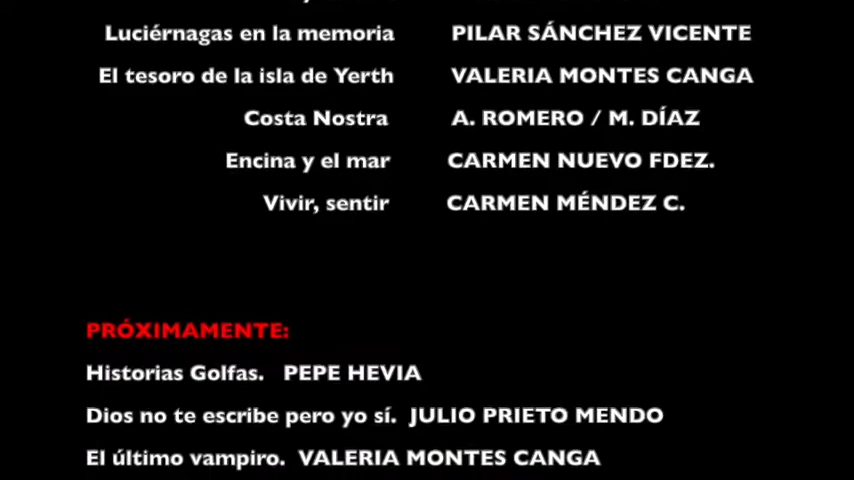 Luciérnagas en la memoria PILAR SÁNCHEZ VICENTE
El tesoro de la isla de Yerth VALERIA MONTES CANGA
Costa Nostra A. ROMERO / M. DÍAZ
Encina y el mar CARMEN NUEVO FDEZ.
Vivir, sentir CARMEN MÉNDEZ C.
PRÓXIMAMENTE:
Historias Golfas. PEPE HEVIA
Dios no te escribe pero yo sí. JULIO PRIETO MENDO
El último vampiro. VALERIA MONTES CANGA